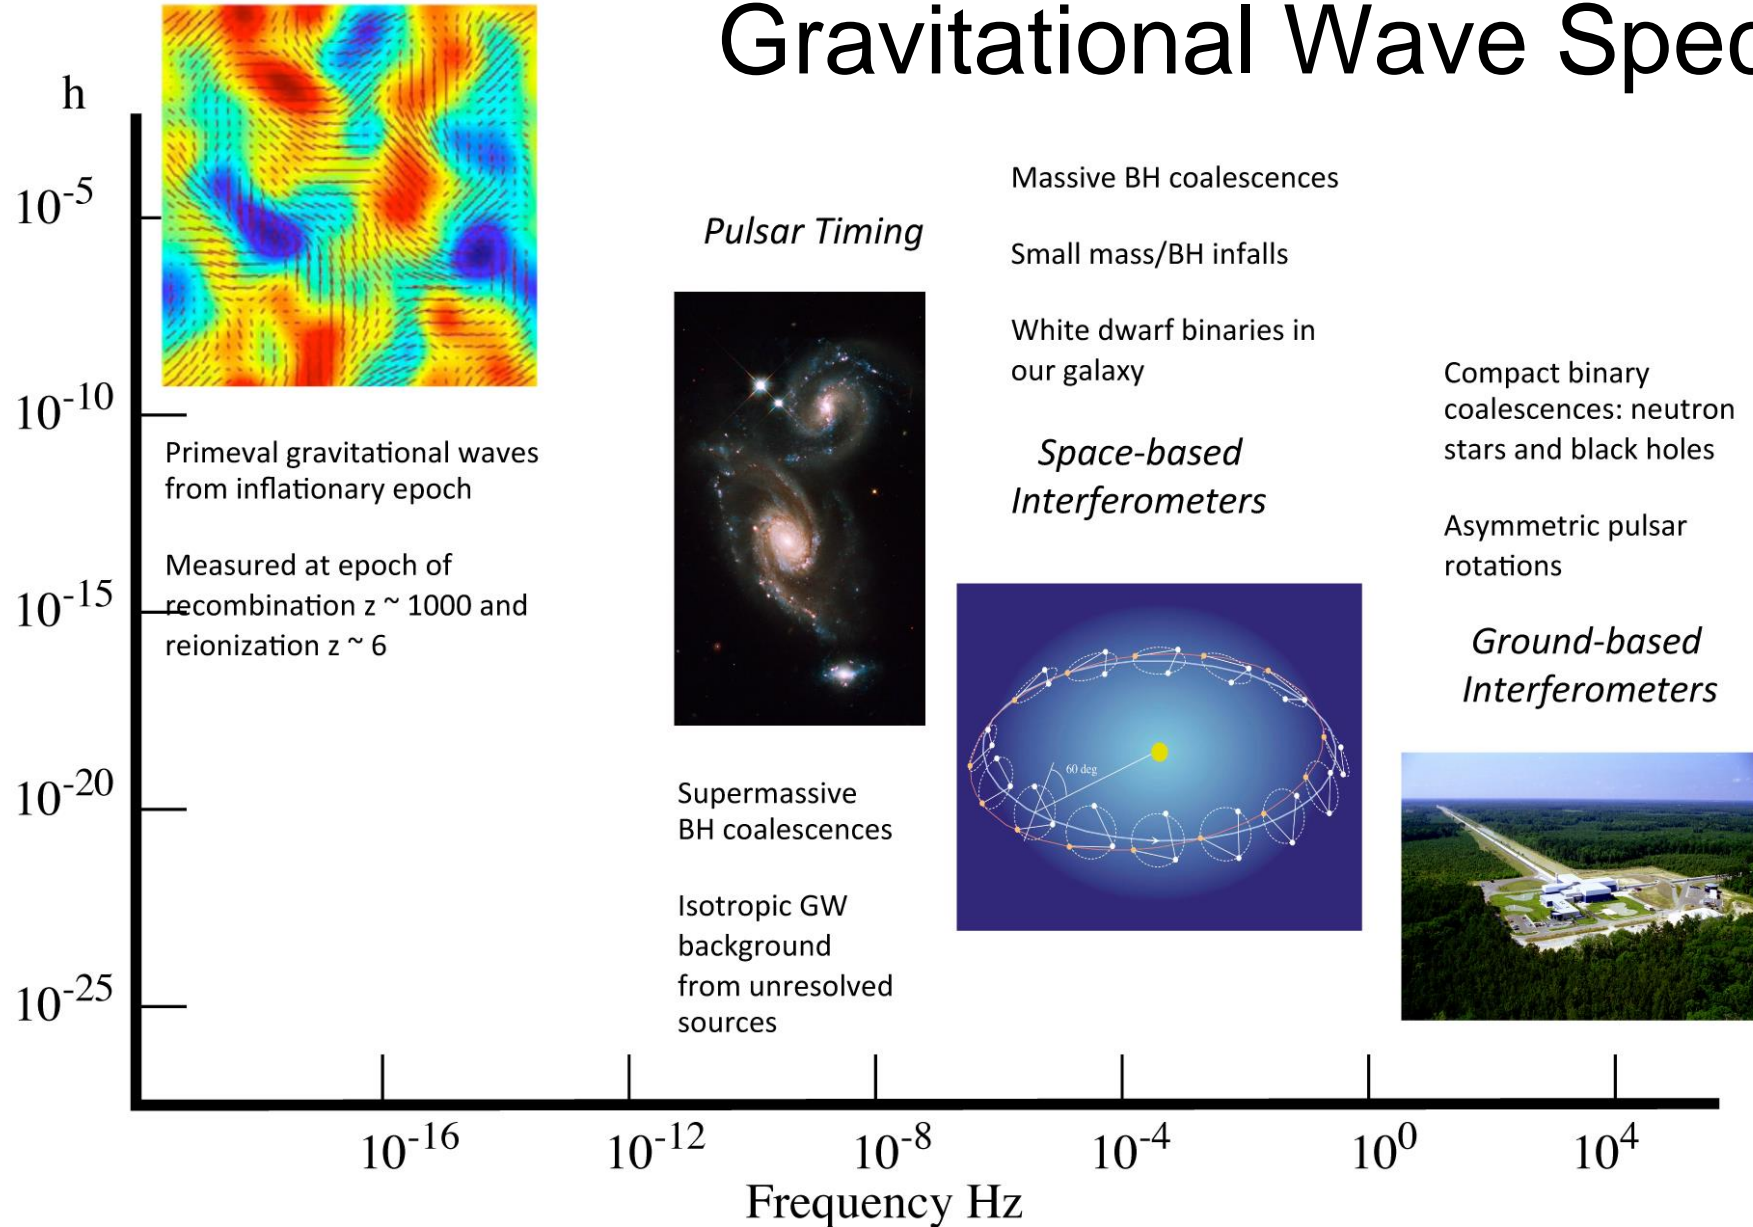 Gravitational Wave Spec
h
10^-5
10^-10
10^-15
10^-20
10^-25
Primeval gravitational waves
from inflationary epoch
Measured at epoch of
recombination z ~ 1000 and
reionization z ~ 6
Pulsar Timing
Supermassive
BH coalescences
Isotropic GW
background
from unresolved
sources
Massive BH coalescences
Small mass/BH infalls
White dwarf binaries in
our galaxy
Space-based
Interferometers
60 deg
Compact binary
coalescences: neutron
stars and black holes
Asymmetric pulsar
rotations
Ground-based
Interferometers
10^-16 10^-12 10^-8 10^-4 10^0 10^4
Frequency Hz